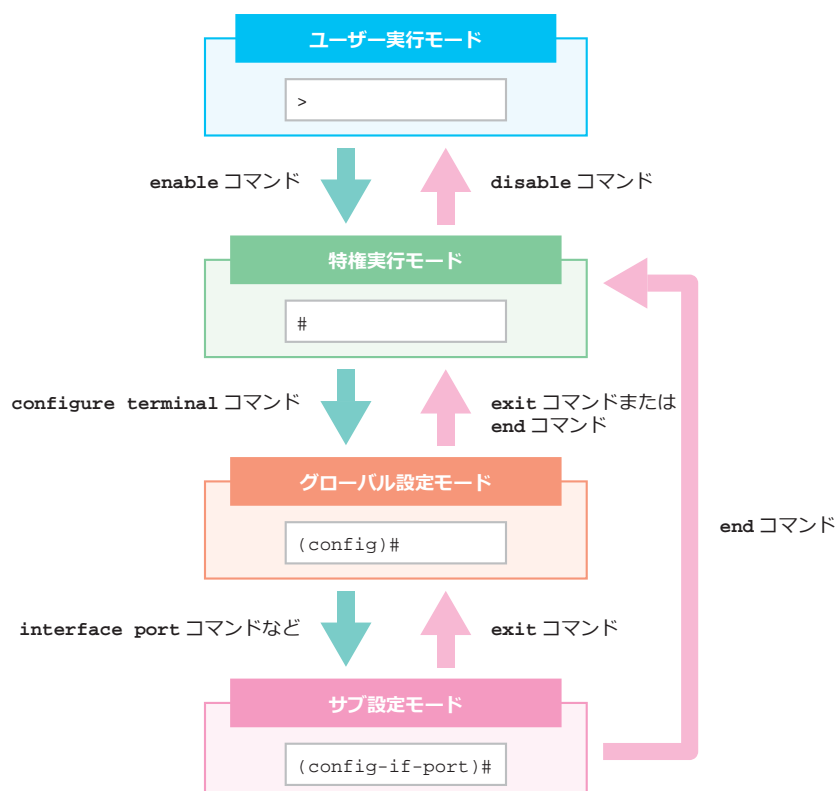 ユーザー実行モード
>
enable コマンド
disable コマンド
特権実行モード
#
configure terminal コマンド
exit コマンドまたは
end コマンド
グローバル設定モード
(config)#
end コマンド
interface port コマンドなど
exit コマンド
サブ設定モード
(config-if-port)#